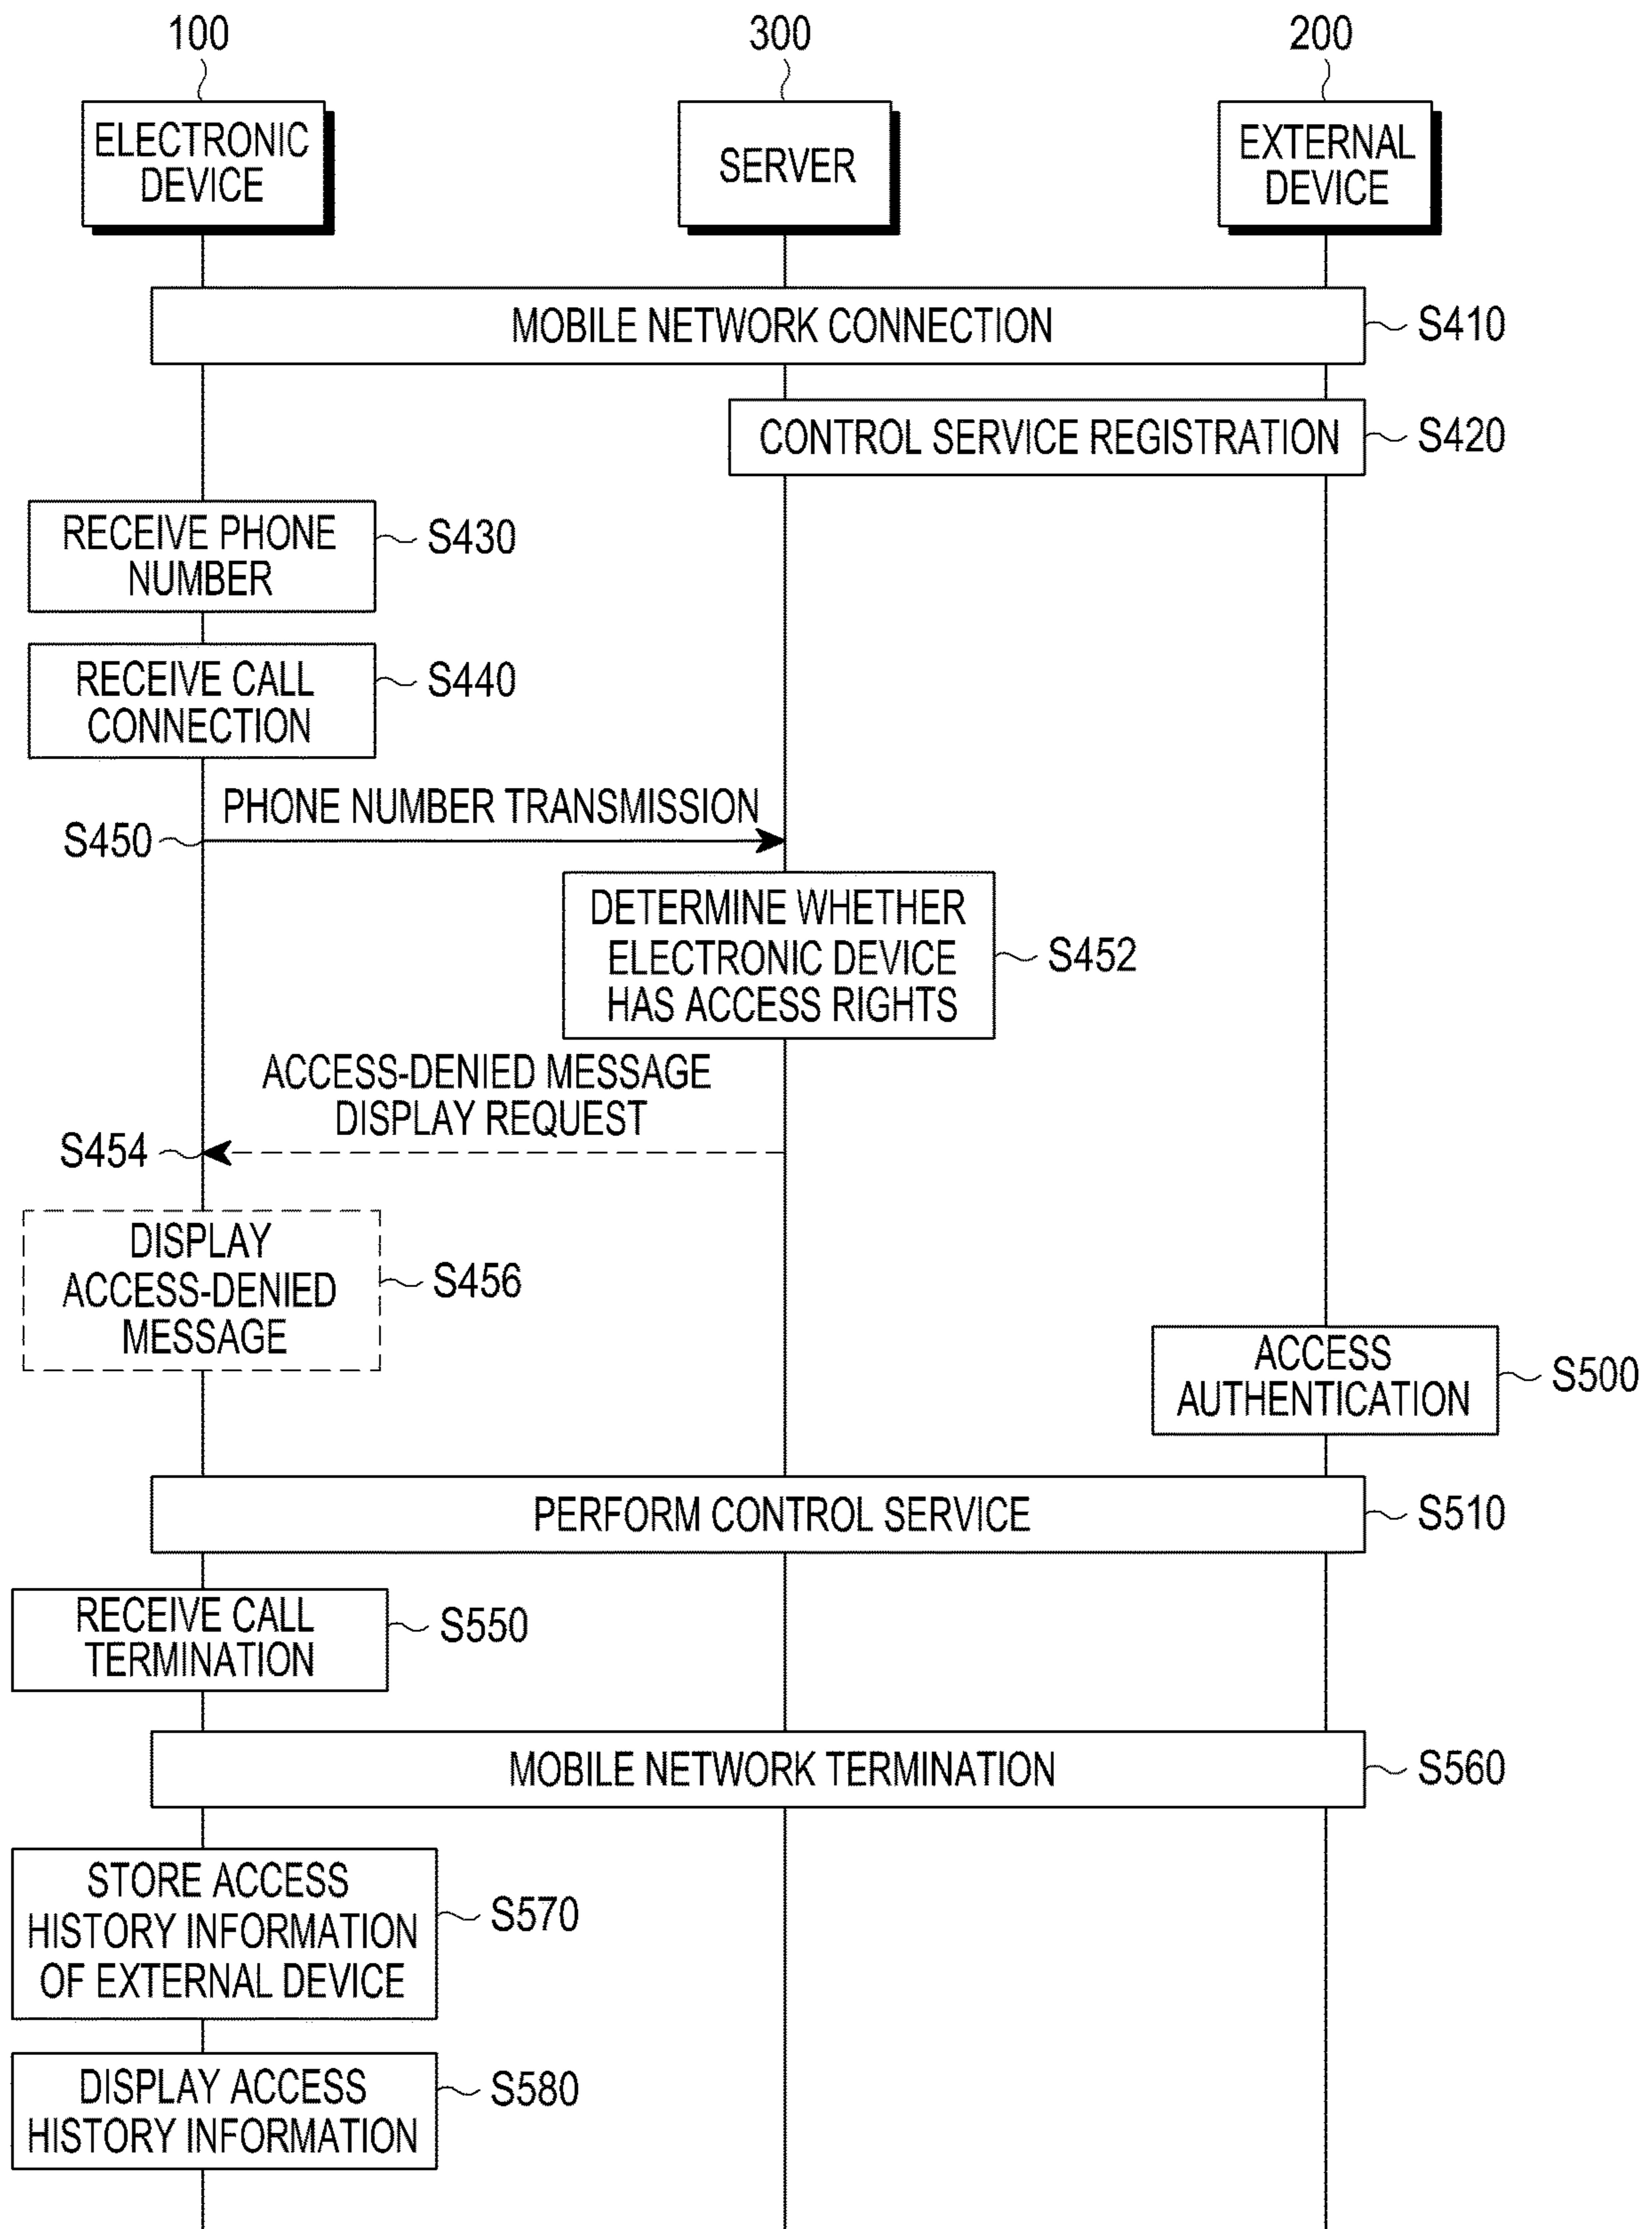 100
300
200
ELECTRONIC
DEVICE
SERVER
EXTERNAL
DEVICE
MOBILE NETWORK CONNECTION
S410
CONTROL SERVICE REGISTRATION
S420
RECEIVE PHONE
NUMBER
S430
RECEIVE CALL
CONNECTION
S440
PHONE NUMBER TRANSMISSION
S450
DETERMINE WHETHER
ELECTRONIC DEVICE
HAS ACCESS RIGHTS
S452
ACCESS-DENIED MESSAGE
DISPLAY REQUEST
S454
DISPLAY
ACCESS-DENIED
MESSAGE
S456
ACCESS
AUTHENTICATION
S500
PERFORM CONTROL SERVICE
S510
RECEIVE CALL
TERMINATION
S550
MOBILE NETWORK TERMINATION
S560
STORE ACCESS
HISTORY INFORMATION
OF EXTERNAL DEVICE
S570
DISPLAY ACCESS
HISTORY INFORMATION
S580